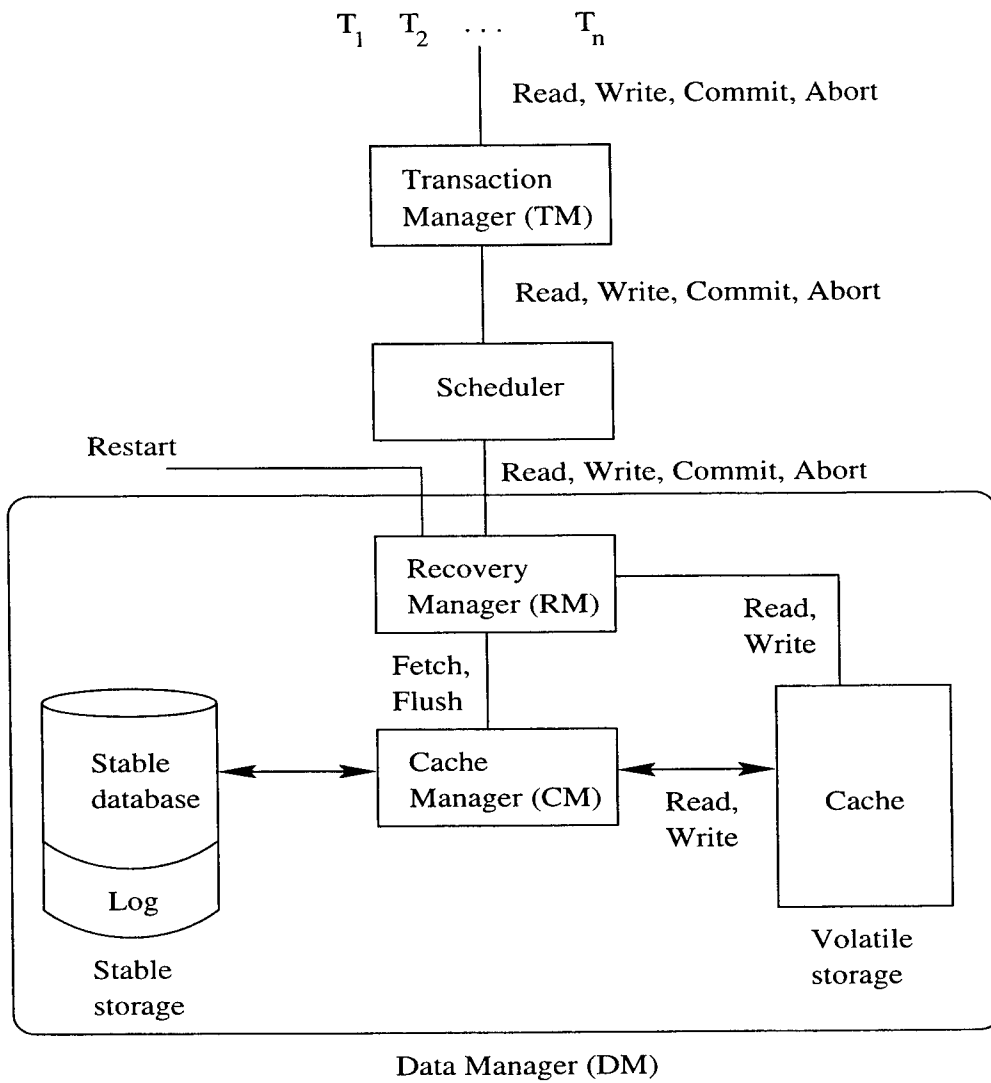 T1 T2 ... Tn
Read, Write, Commit, Abort
Transaction
Manager (TM)
Read, Write, Commit, Abort
Scheduler
Restart
Read, Write, Commit, Abort
Recovery
Manager (RM)
Read,
Write
Fetch,
Flush
Stable
database
Cache
Manager (CM)
Read,
Write
Cache
Log
Stable
storage
Volatile
storage
Data Manager (DM)